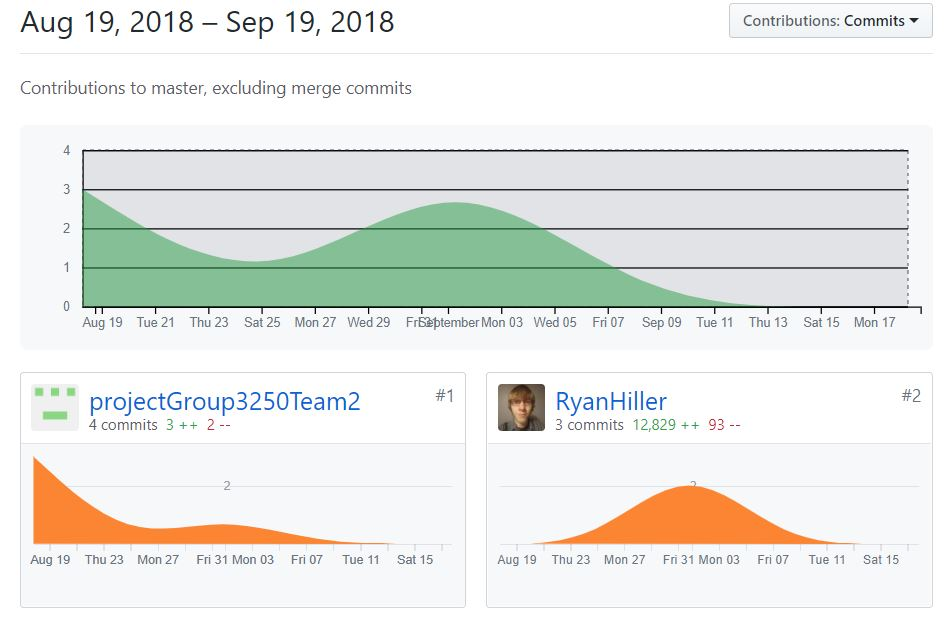 Aug 19, 2018 – Sep 19, 2018
Contributions: Commits
Contributions to master, excluding merge commits
4
3
2
1
0
Aug 19 Tue 21 Thu 23 Sat 25 Mon 27 Wed 29 Fri 31 September Mon 03 Wed 05 Fri 07 Sep 09 Tue 11 Thu 13 Sat 15 Mon 17
projectGroup3250Team2
#1
4 commits 3 ++ 2 --
2
Aug 19 Thu 23 Mon 27 Fri 31 Mon 03 Fri 07 Tue 11 Sat 15
RyanHiller
#2
3 commits 12,829 ++ 93 --
2
Aug 19 Thu 23 Mon 27 Fri 31 Mon 03 Fri 07 Tue 11 Sat 15